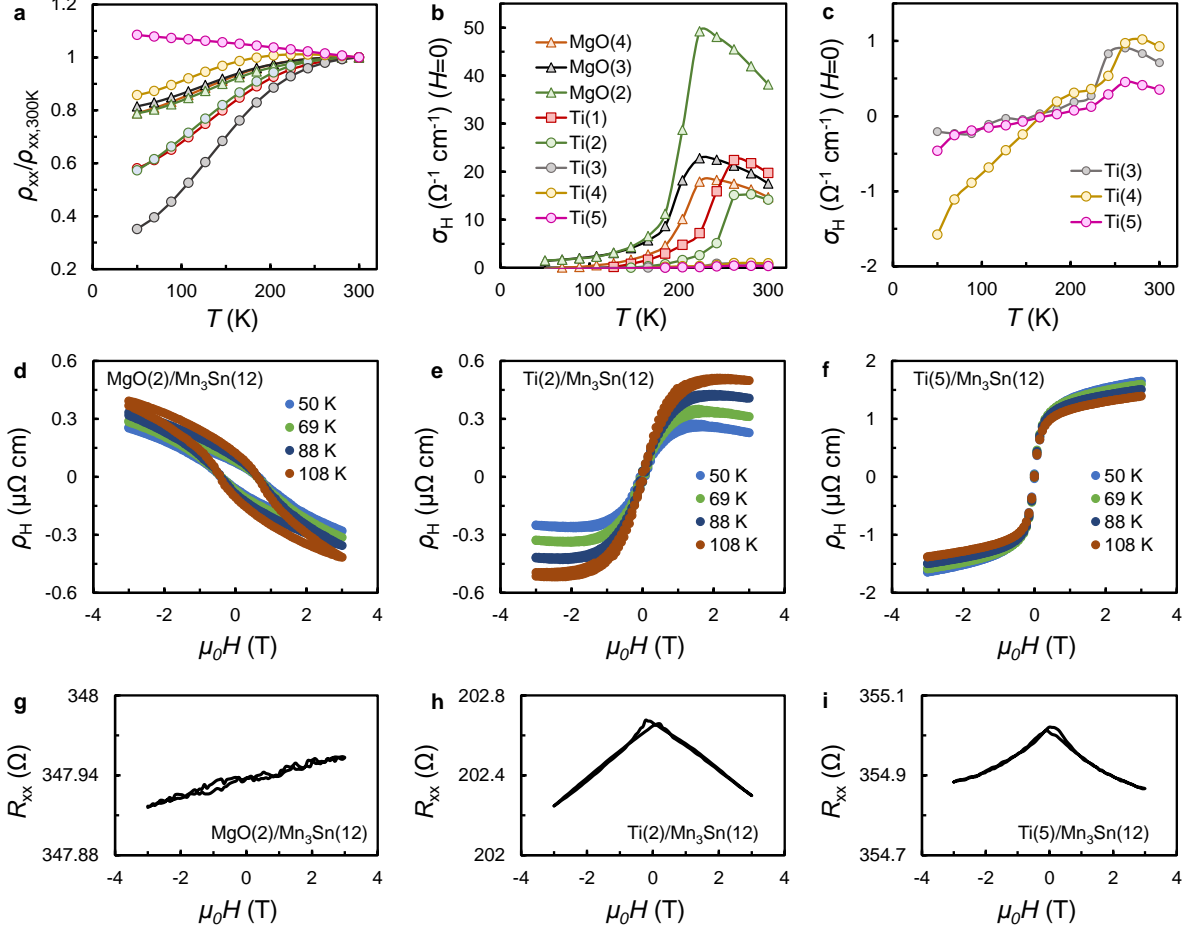 a
1.2
1
0.8
0.6
0.4
0.2
ρxx/ρxx,300K
0 100 200 300
T (K)
b
50
40
30
20
10
0
σH (Ω-1 cm-1) (H=0)
MgO(4)
MgO(3)
MgO(2)
Ti(1)
Ti(2)
Ti(3)
Ti(4)
Ti(5)
0 100 200 300
T (K)
c
1
0
-1
-2
σH (Ω-1 cm-1) (H=0)
Ti(3)
Ti(4)
Ti(5)
0 100 200 300
T (K)
d
0.6
0.3
0
-0.3
-0.6
ρH (μΩ cm)
MgO(2)/Mn3Sn(12)
50 K
69 K
88 K
108 K
-4 -2 0 2 4
μ0H (T)
e
0.6
0.3
0
-0.3
-0.6
ρH (μΩ cm)
Ti(2)/Mn3Sn(12)
50 K
69 K
88 K
108 K
-4 -2 0 2 4
μ0H (T)
f
2
1
0
-1
-2
ρH (μΩ cm)
Ti(5)/Mn3Sn(12)
50 K
69 K
88 K
108 K
-4 -2 0 2 4
μ0H (T)
g
348
347.94
347.88
Rxx (Ω)
MgO(2)/Mn3Sn(12)
-4 -2 0 2 4
μ0H (T)
h
202.8
202.4
202
Rxx (Ω)
Ti(2)/Mn3Sn(12)
-4 -2 0 2 4
μ0H (T)
i
355.1
354.9
354.7
Rxx (Ω)
Ti(5)/Mn3Sn(12)
-4 -2 0 2 4
μ0H (T)